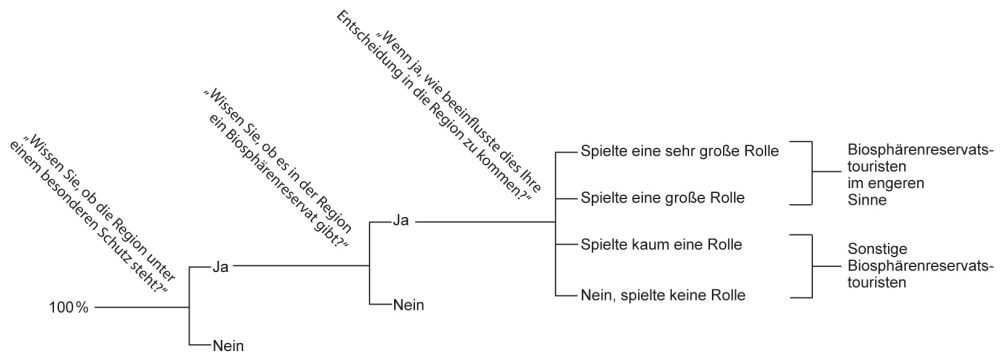 „Wissen Sie, ob die Region unter
einem besonderen Schutz steht?“
„Wissen Sie, ob es in der Region
ein Biosphärenreservat gibt?“
„Wenn ja, wie beeinflusste dies Ihre
Entscheidung in die Region zu kommen?“
100 %
Ja
Nein
Ja
Nein
Spielte eine sehr große Rolle
Spielte eine große Rolle
Spielte kaum eine Rolle
Nein, spielte keine Rolle
Biosphärenreservats-
touristen
im engeren
Sinne
Sonstige
Biosphärenreservats-
touristen